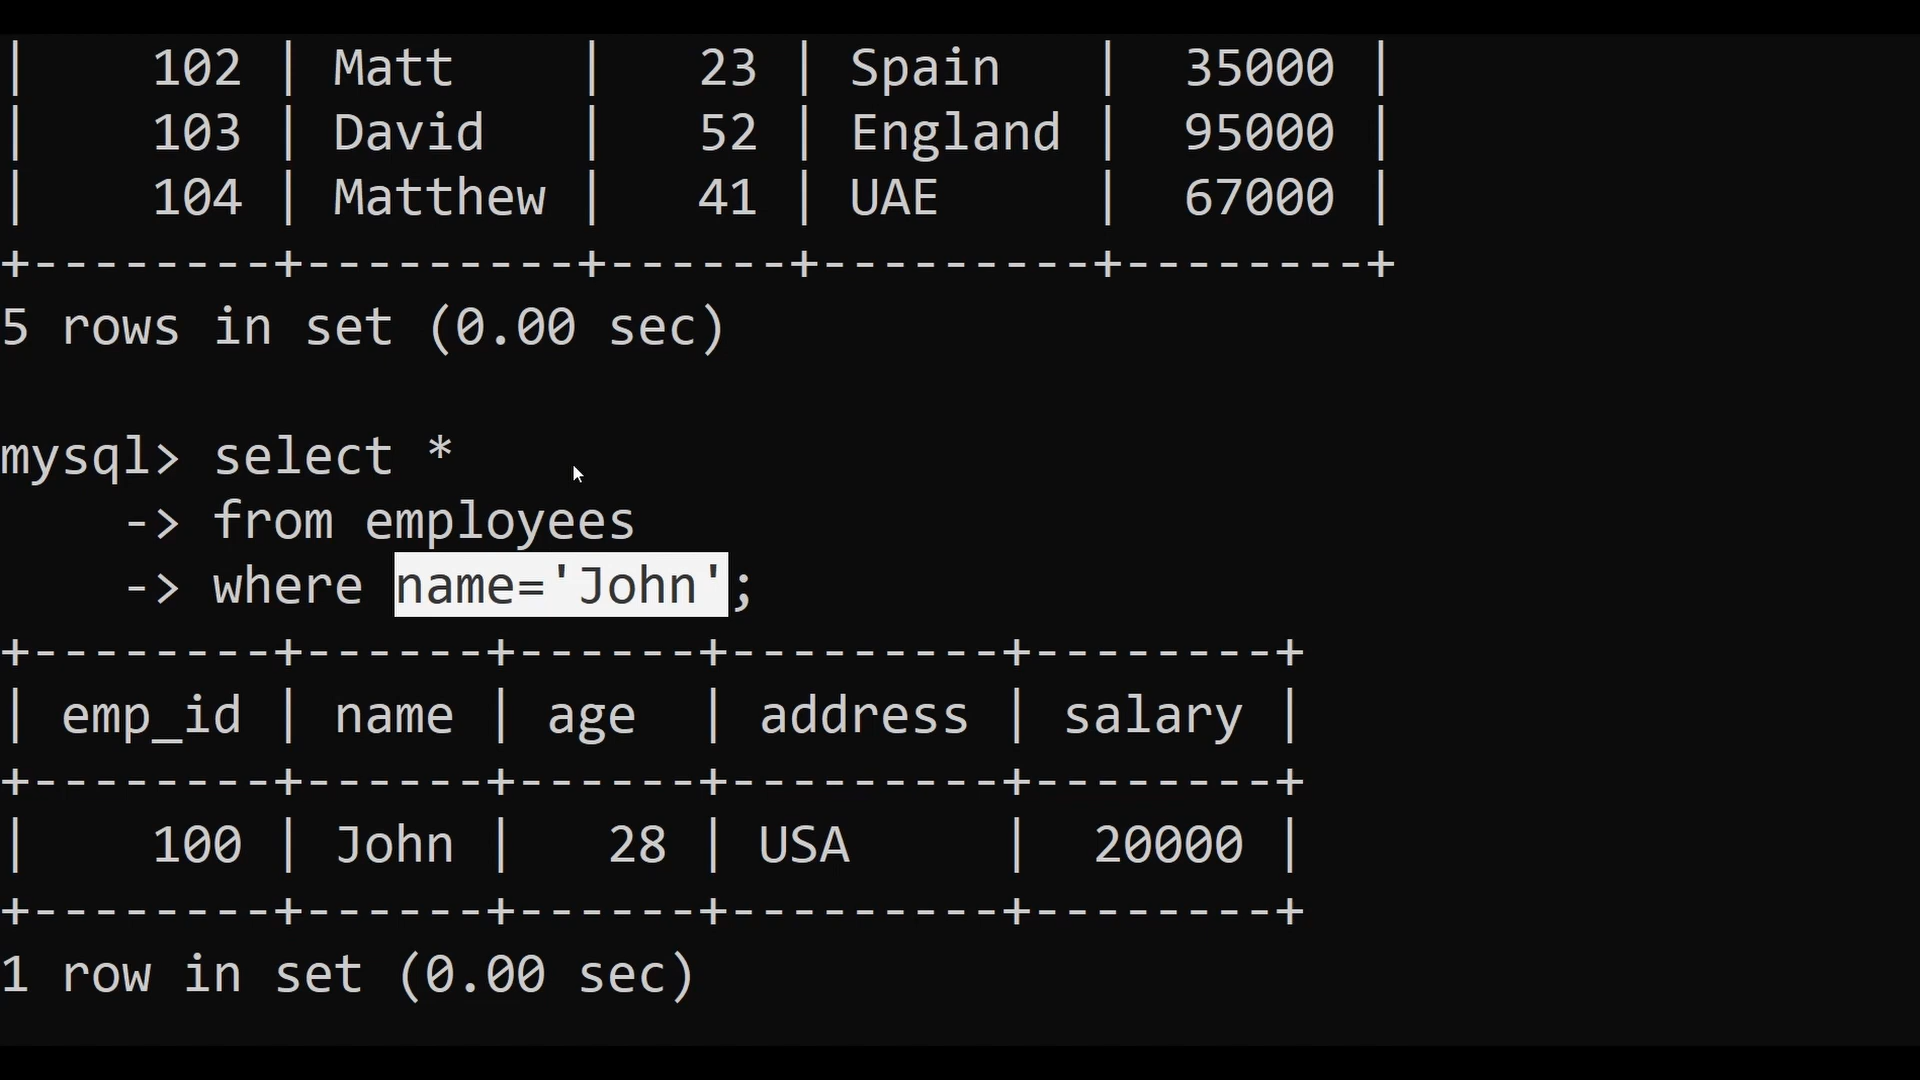 |    102 | Matt    |   23 | Spain   |  35000 |
|    103 | David   |   52 | England |  95000 |
|    104 | Matthew |   41 | UAE     |  67000 |
+--------+---------+------+---------+--------+
5 rows in set (0.00 sec)
mysql> select *
    -> from employees
    -> where name='John';
+--------+------+------+---------+--------+
| emp_id | name | age  | address | salary |
+--------+------+------+---------+--------+
|    100 | John |   28 | USA     |  20000 |
+--------+------+------+---------+--------+
1 row in set (0.00 sec)